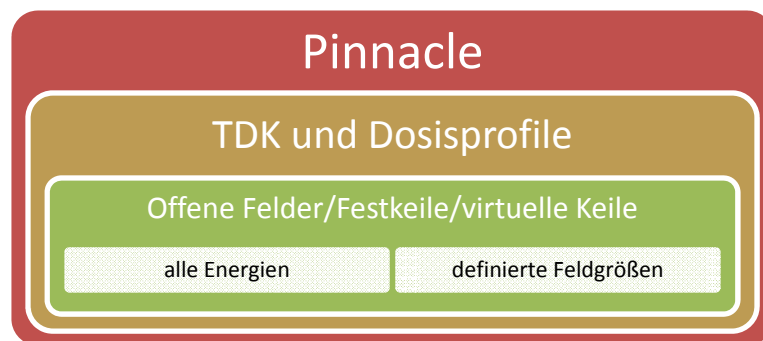 Pinnacle
TDK und Dosisprofile
Offene Felder/Festkeile/virtuelle Keile
alle Energien
definierte Feldgrößen